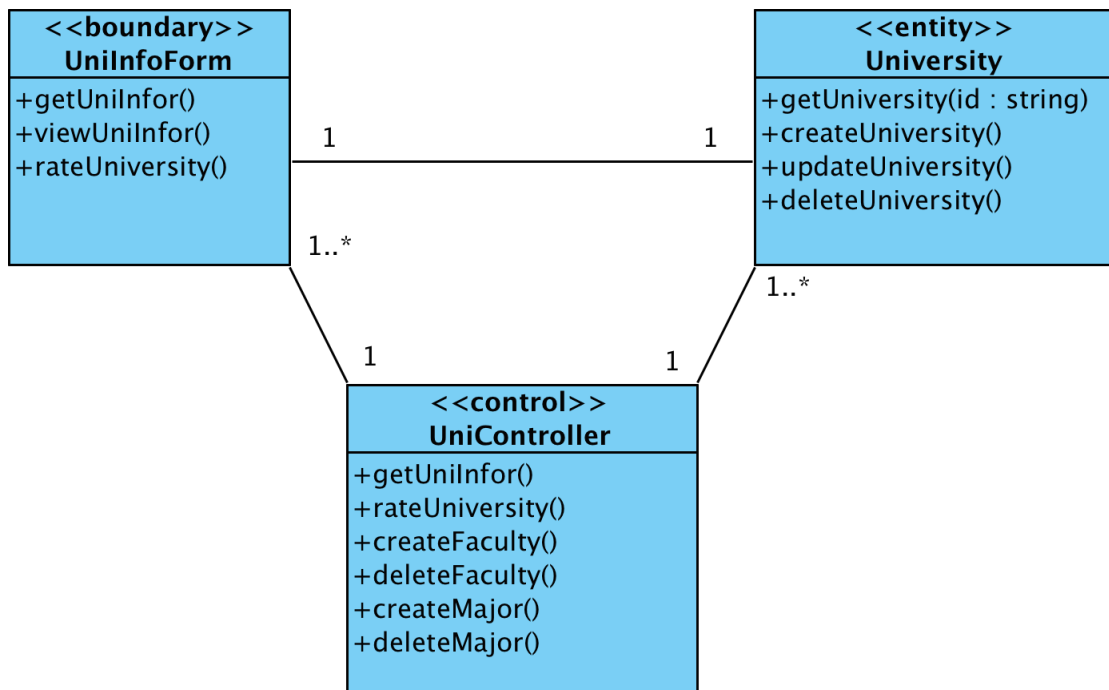 <<boundary>>
UniInfoForm
+getUniInfor()
+viewUniInfor()
+rateUniversity()
<<entity>>
University
+getUniversity(id : string)
+createUniversity()
+updateUniversity()
+deleteUniversity()
1
1
1..*
1..*
1
1
<<control>>
UniController
+getUniInfor()
+rateUniversity()
+createFaculty()
+deleteFaculty()
+createMajor()
+deleteMajor()